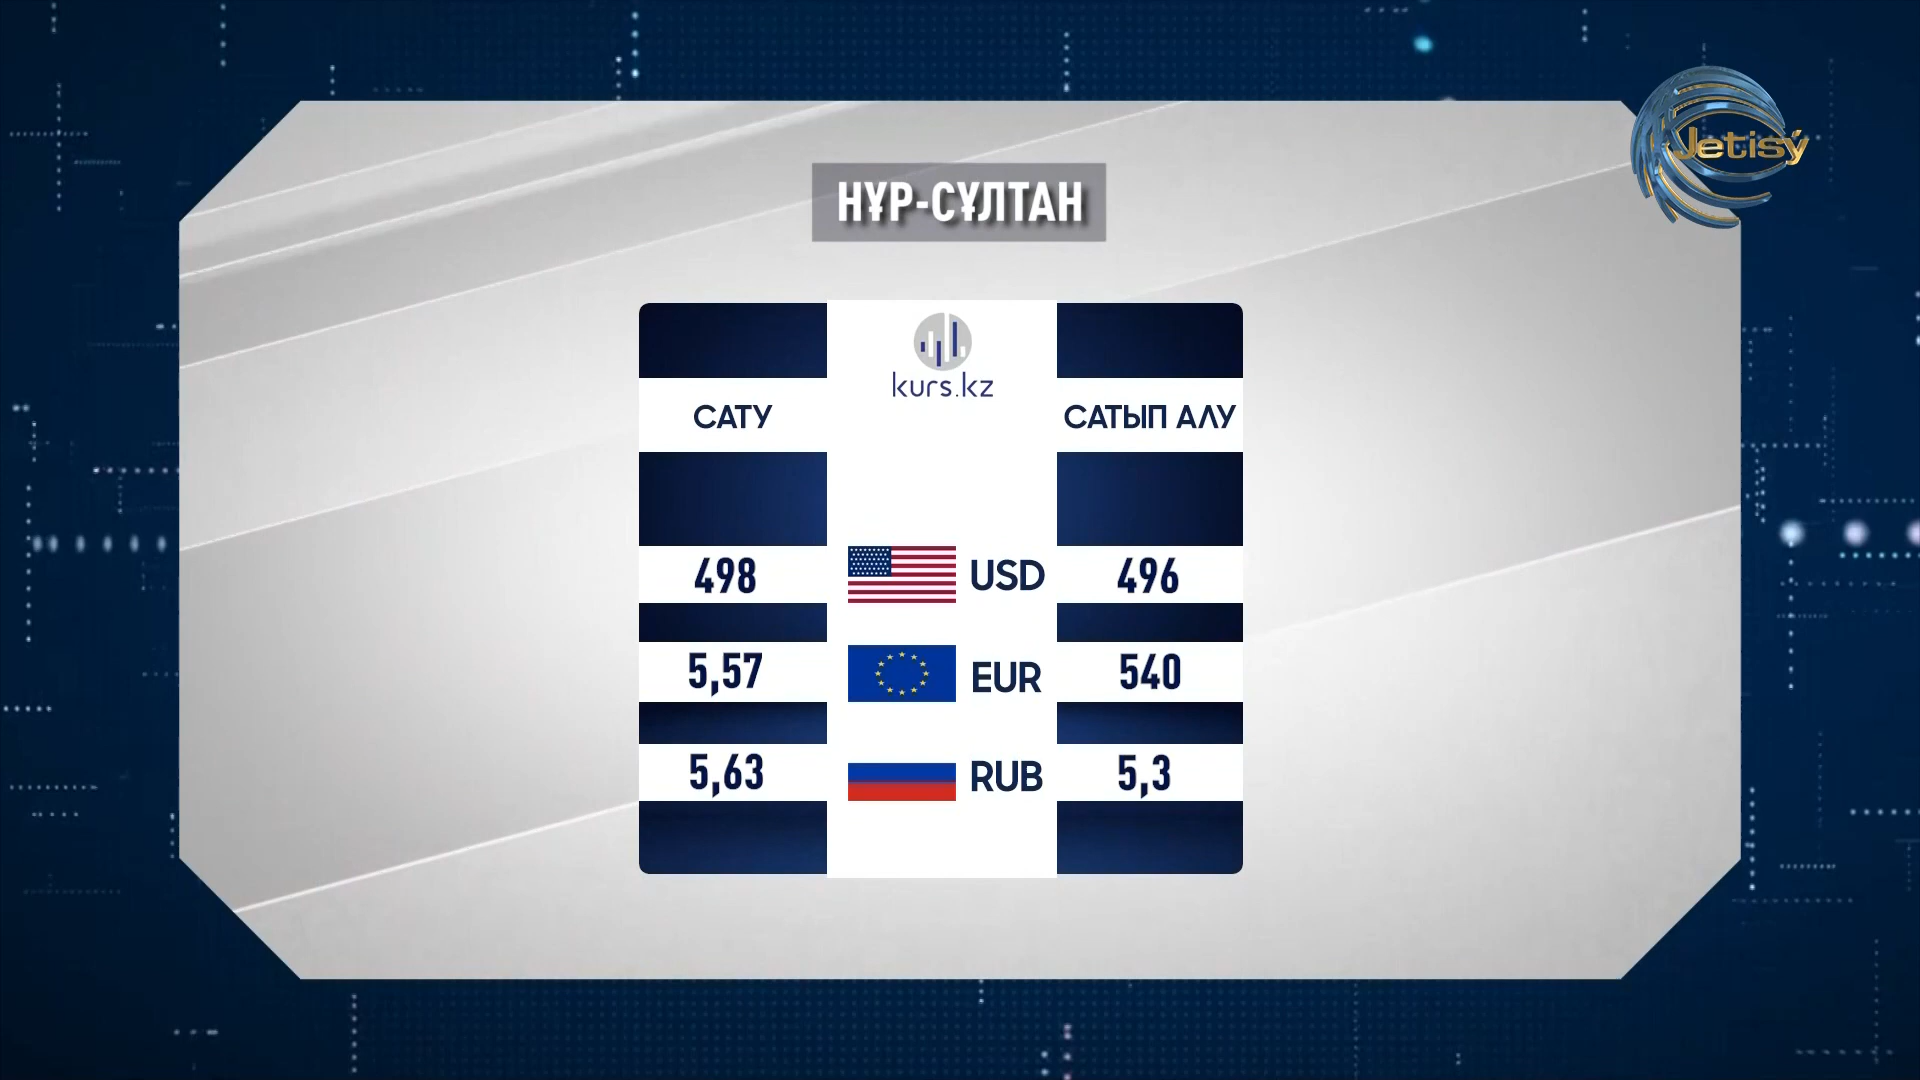 Jetisý
НҰР-СҰЛТАН
kurs.kz
САТУ САТЫП АЛУ
498 USD 496
5,57 EUR 540
5,63 RUB 5,3